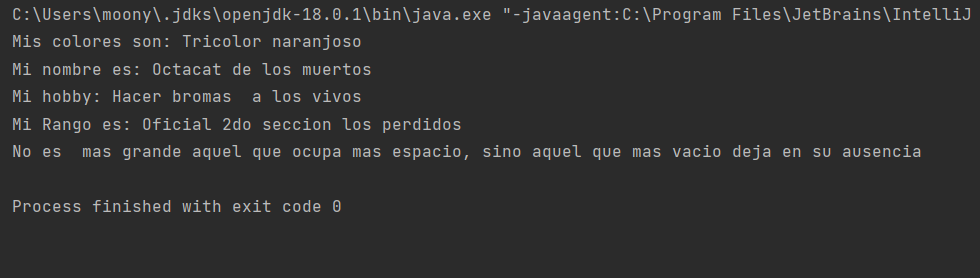 C:\Users\moony\.jdks\openjdk-18.0.1\bin\java.exe "-javaagent:C:\Program Files\JetBrains\IntelliJ
Mis colores son: Tricolor naranjoso
Mi nombre es: Octacat de los muertos
Mi hobby: Hacer bromas  a los vivos
Mi Rango es: Oficial 2do seccion los perdidos
No es  mas grande aquel que ocupa mas espacio, sino aquel que mas vacio deja en su ausencia
Process finished with exit code 0